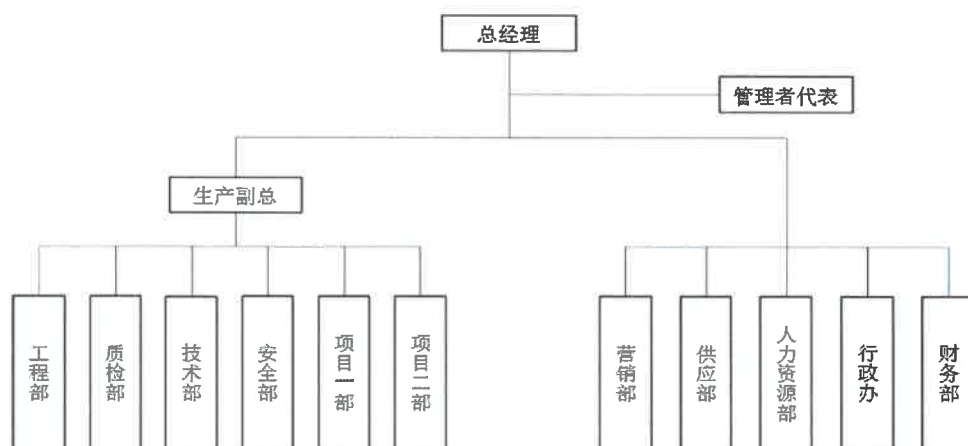 总经理
管理者代表
生产副总
工程部
质检部
技术部
安全部
项目一部
项目二部
营销部
供应部
人力资源部
行政办
财务部